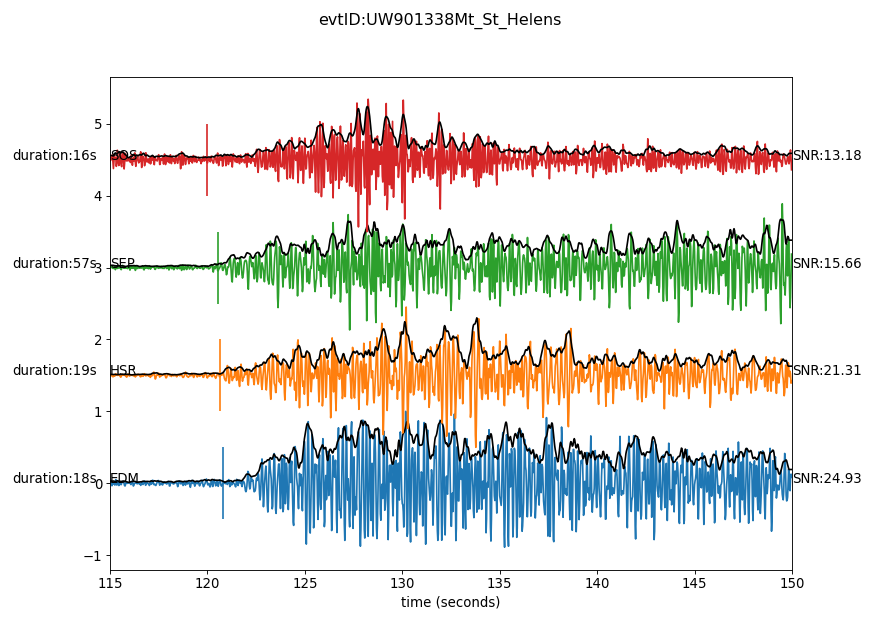 evtID:UW901338Mt_St_Helens
5
duration:16s SOS SNR:13.18
4
duration:57s SEP SNR:15.66
3
2
duration:19s HSR SNR:21.31
1
duration:18s EDM SNR:24.93
0
−1
115 120 125 130 135 140 145 150
time (seconds)